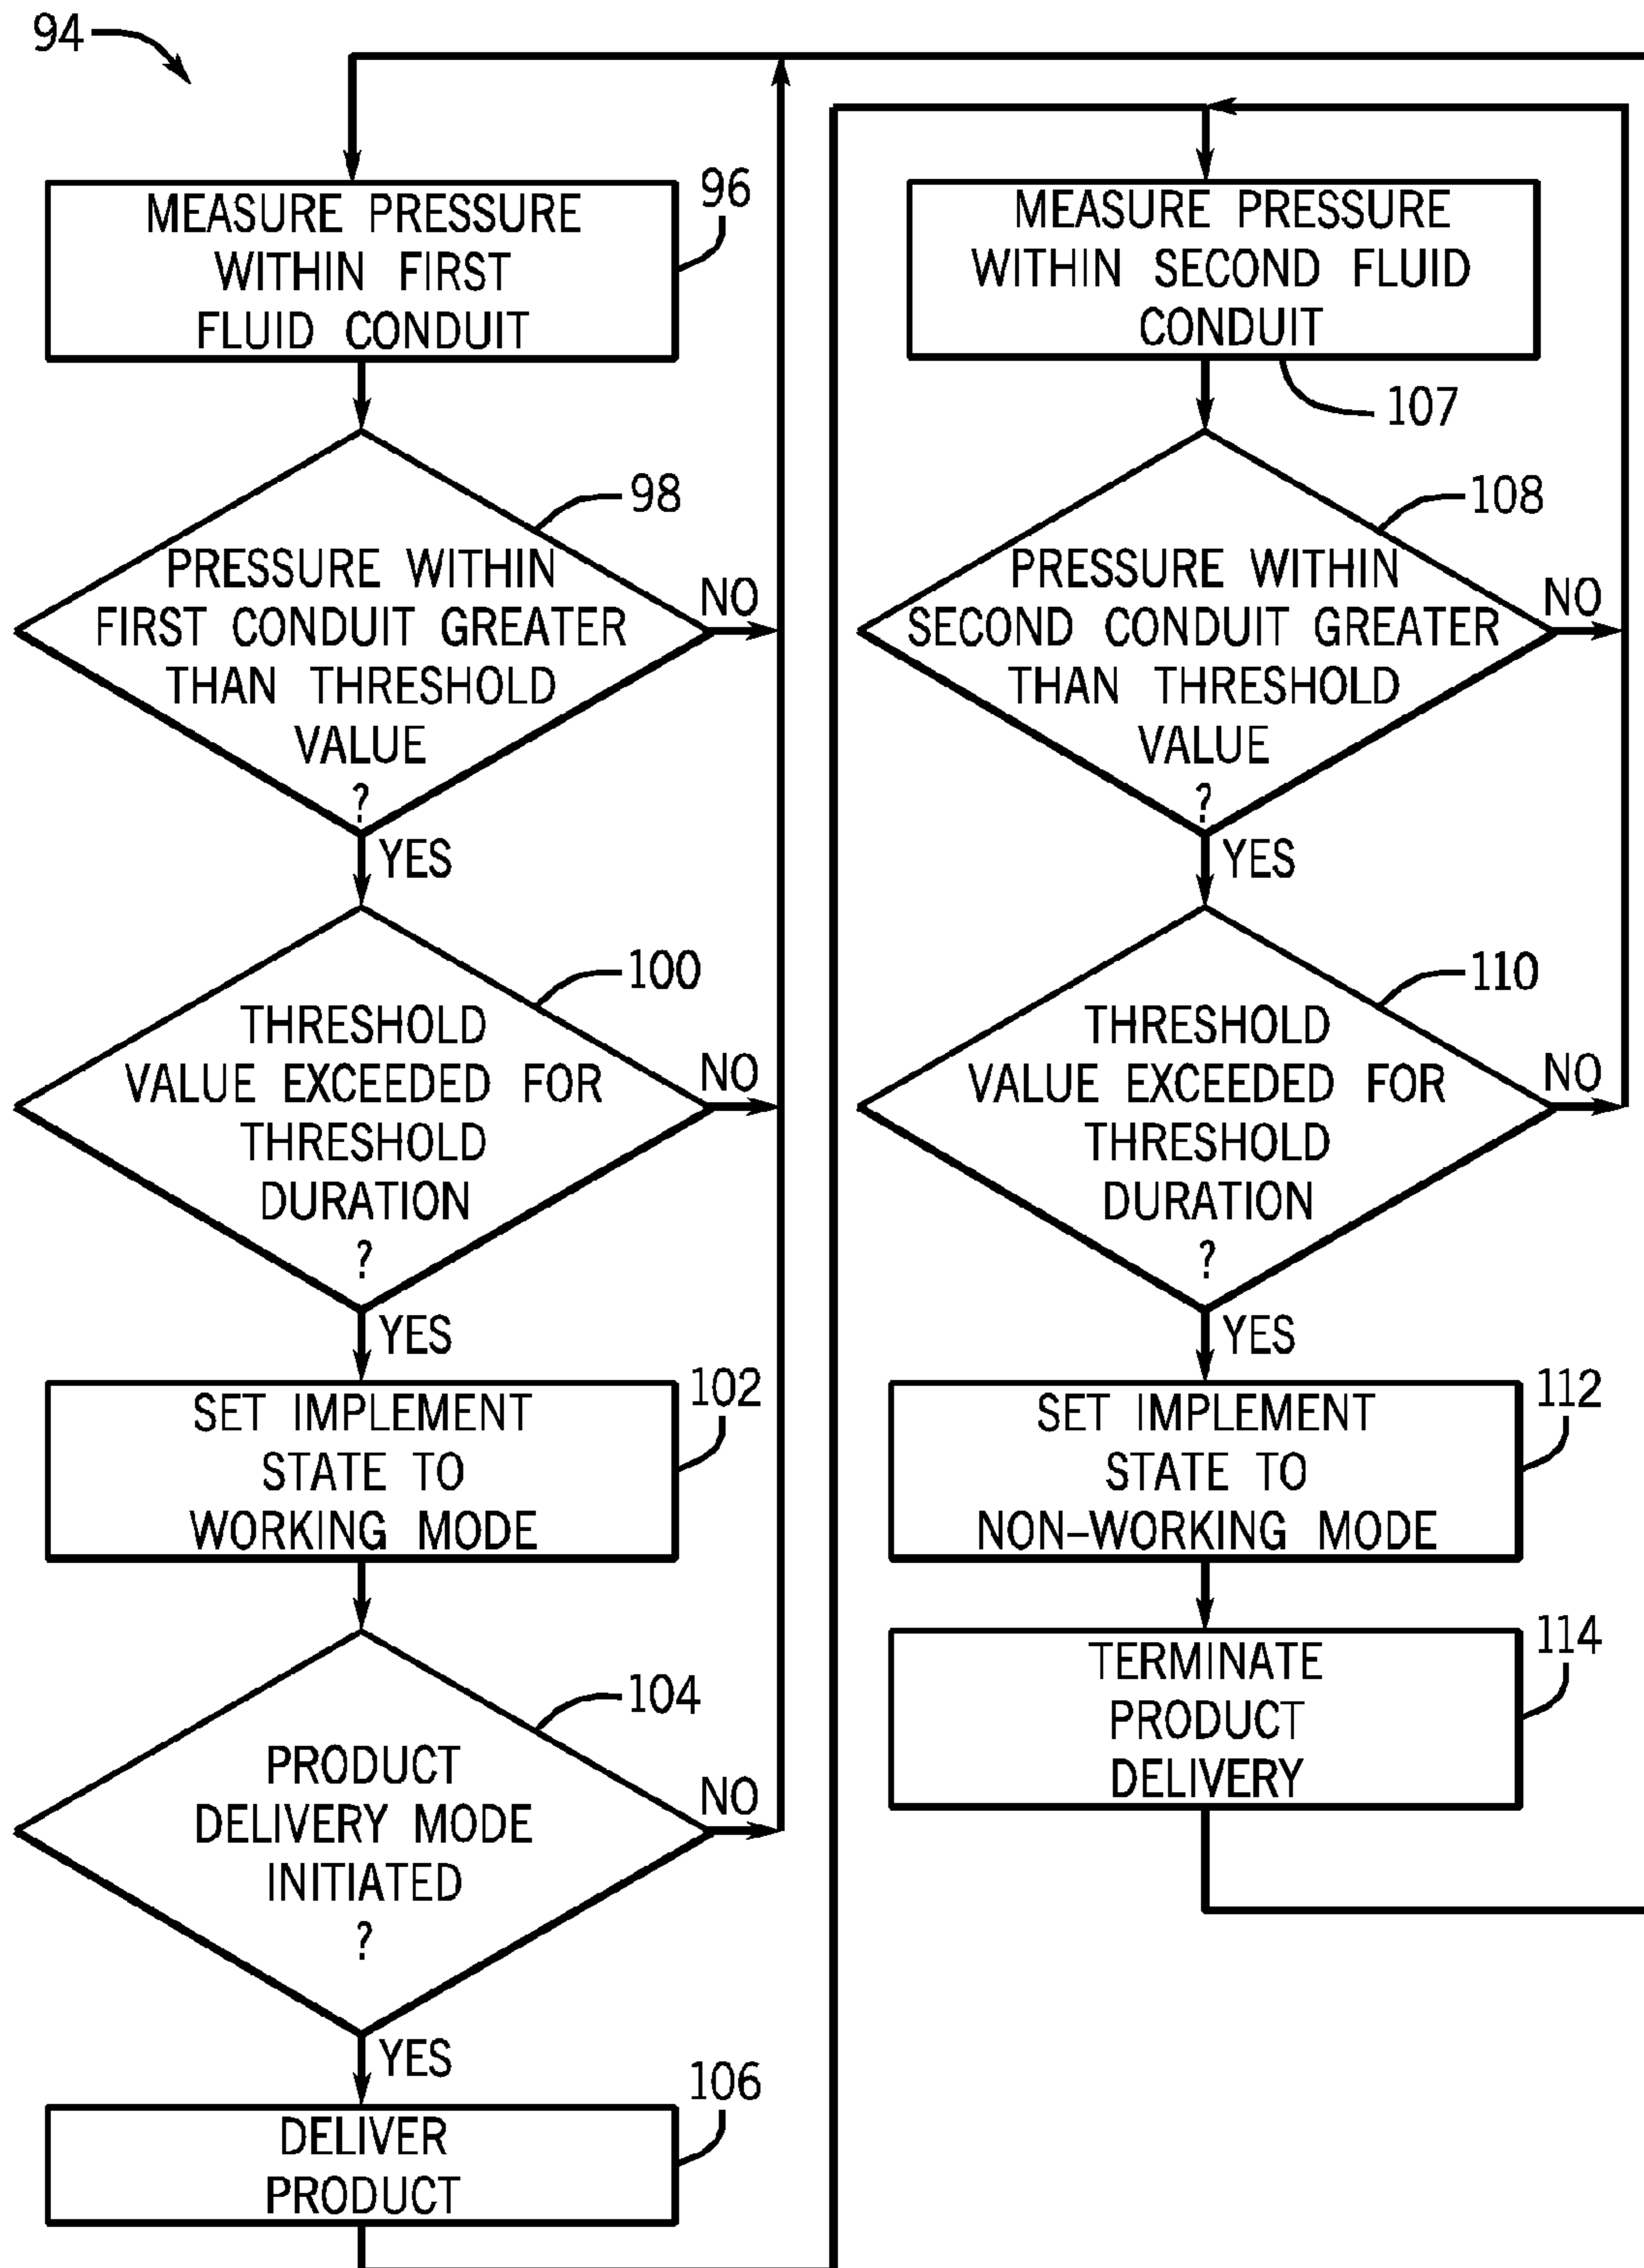 94
MEASURE PRESSURE
WITHIN FIRST
FLUID CONDUIT
96
PRESSURE WITHIN
FIRST CONDUIT GREATER
THAN THRESHOLD
VALUE
?
98
NO
YES
THRESHOLD
VALUE EXCEEDED FOR
THRESHOLD
DURATION
?
100
NO
YES
SET IMPLEMENT
STATE TO
WORKING MODE
102
PRODUCT
DELIVERY MODE
INITIATED
?
104
NO
YES
DELIVER
PRODUCT
106
MEASURE PRESSURE
WITHIN SECOND FLUID
CONDUIT
107
PRESSURE WITHIN
SECOND CONDUIT GREATER
THAN THRESHOLD
VALUE
?
108
NO
YES
THRESHOLD
VALUE EXCEEDED FOR
THRESHOLD
DURATION
?
110
NO
YES
SET IMPLEMENT
STATE TO
NON-WORKING MODE
112
TERMINATE
PRODUCT
DELIVERY
114